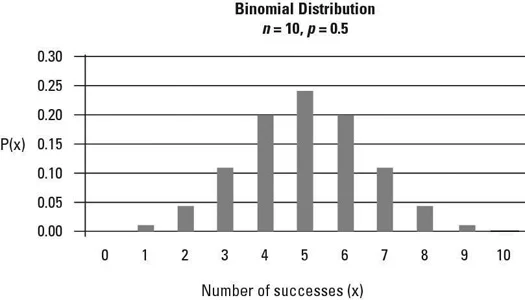 Binomial Distribution
n = 10, p = 0.5
0.30
0.25
0.20
P(x) 0.15
0.10
0.05
0.00
0 1 2 3 4 5 6 7 8 9 10
Number of successes (x)